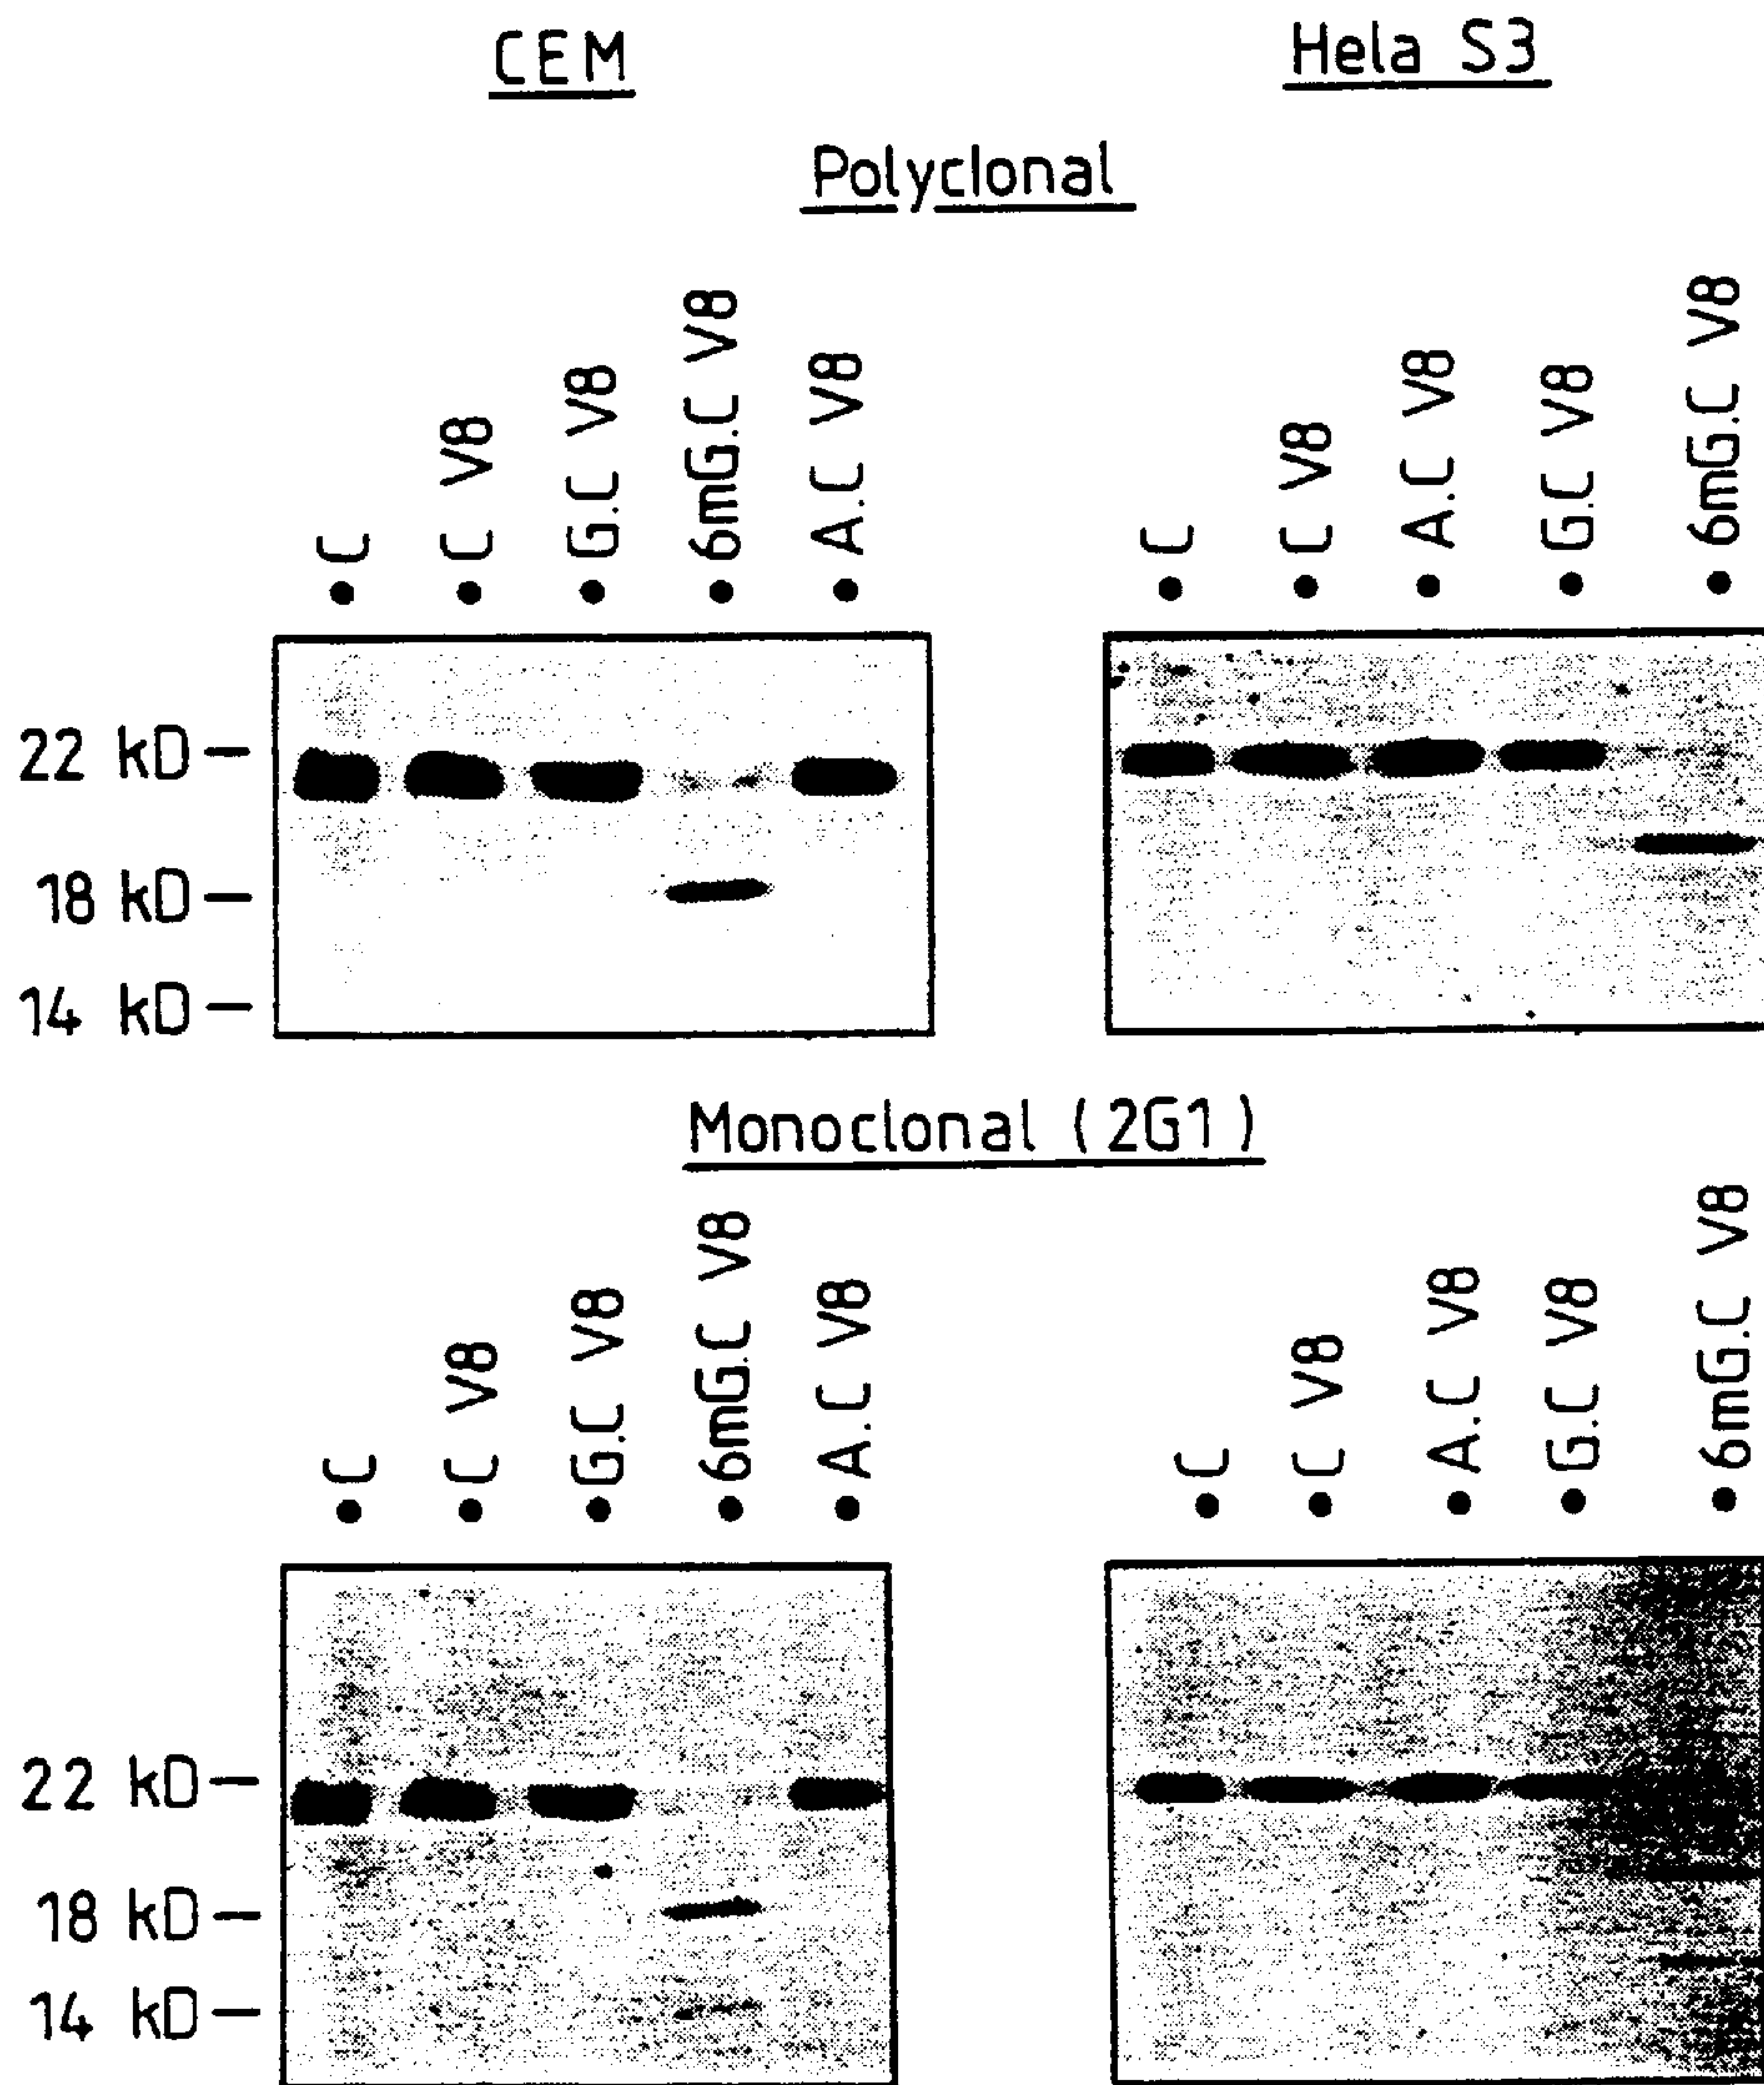 CEM
Hela S3
Polyclonal
C
C V8
G.C V8
6mG.C V8
A.C V8
C
C V8
A.C V8
G.C V8
6mG.C V8
22 kD
18 kD
14 kD
Monoclonal (2G1)
C
C V8
G.C V8
6mG.C V8
A.C V8
C
C V8
A.C V8
G.C V8
6mG.C V8
22 kD
18 kD
14 kD